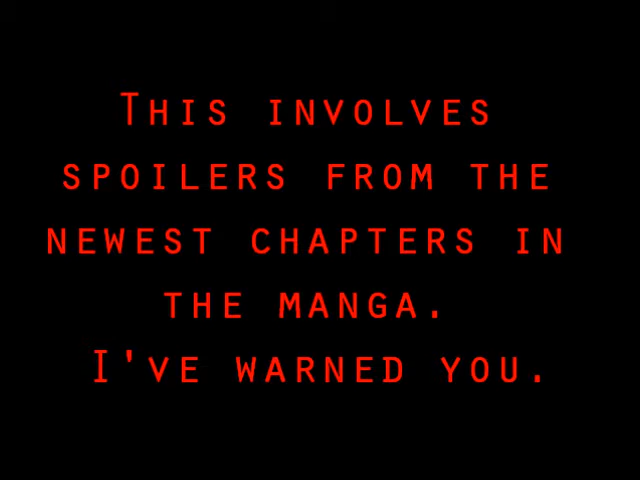 This involves
spoilers from the
newest chapters in
the manga.
I've warned you.